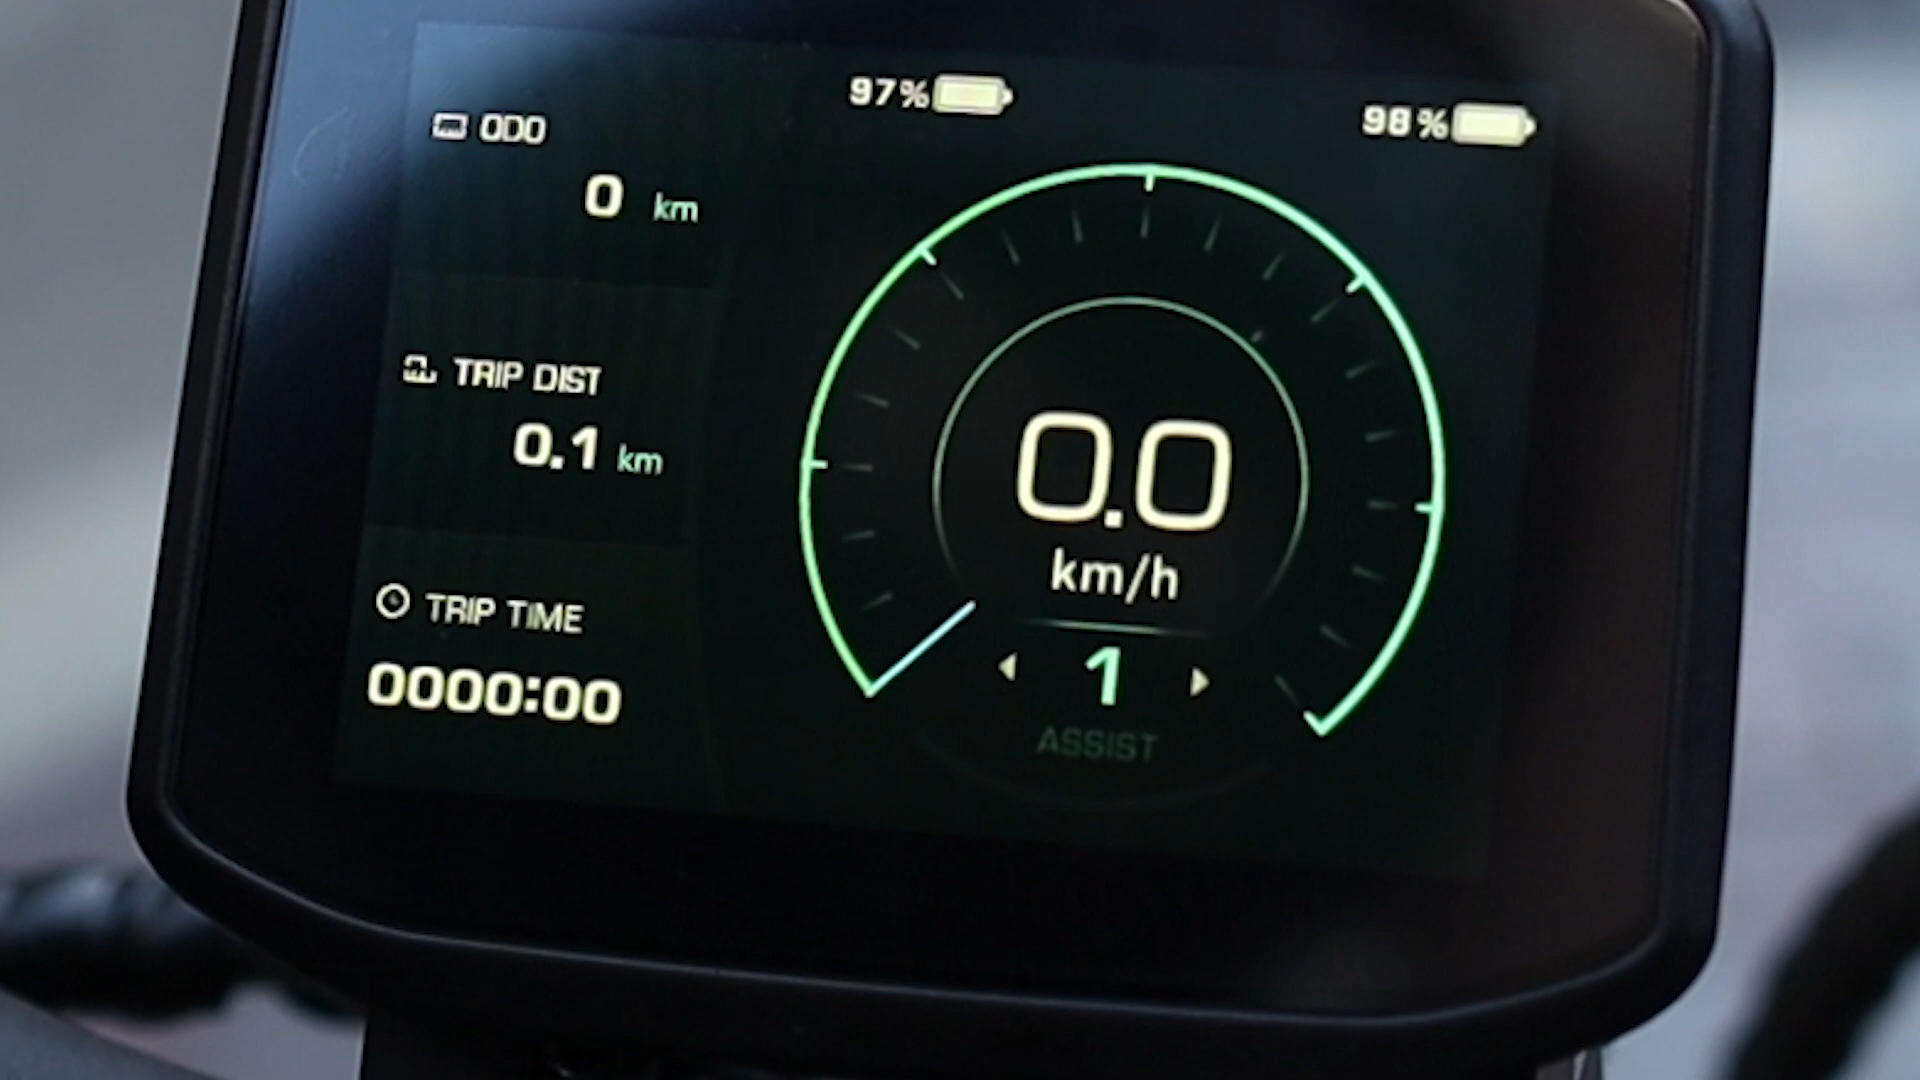 97%
98%
ODO
0 km
TRIP DIST
0.1 km
TRIP TIME
0000:00
0.0
km/h
1
ASSIST